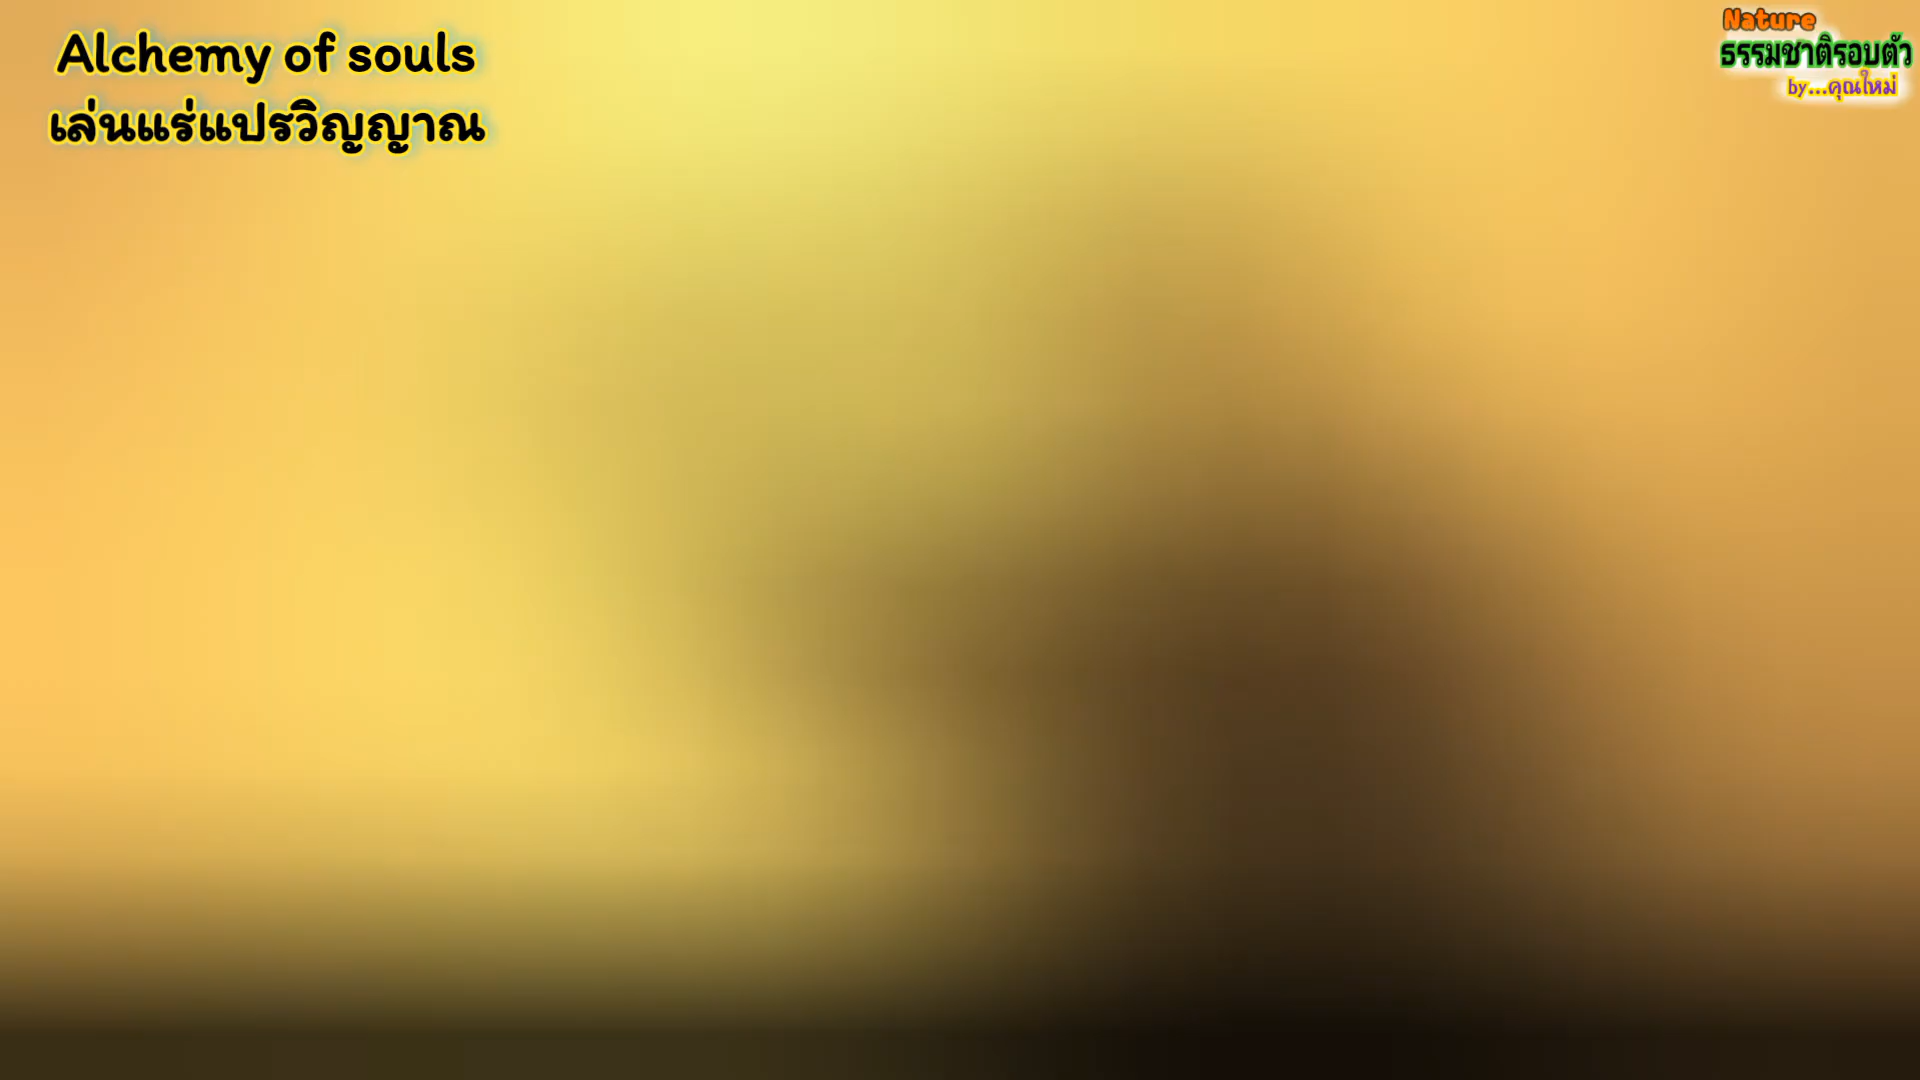 Alchemy of souls
เล่นแร่แปรวิญญาณ
Nature
ธรรมชาติรอบตัว
by...คุณใหม่